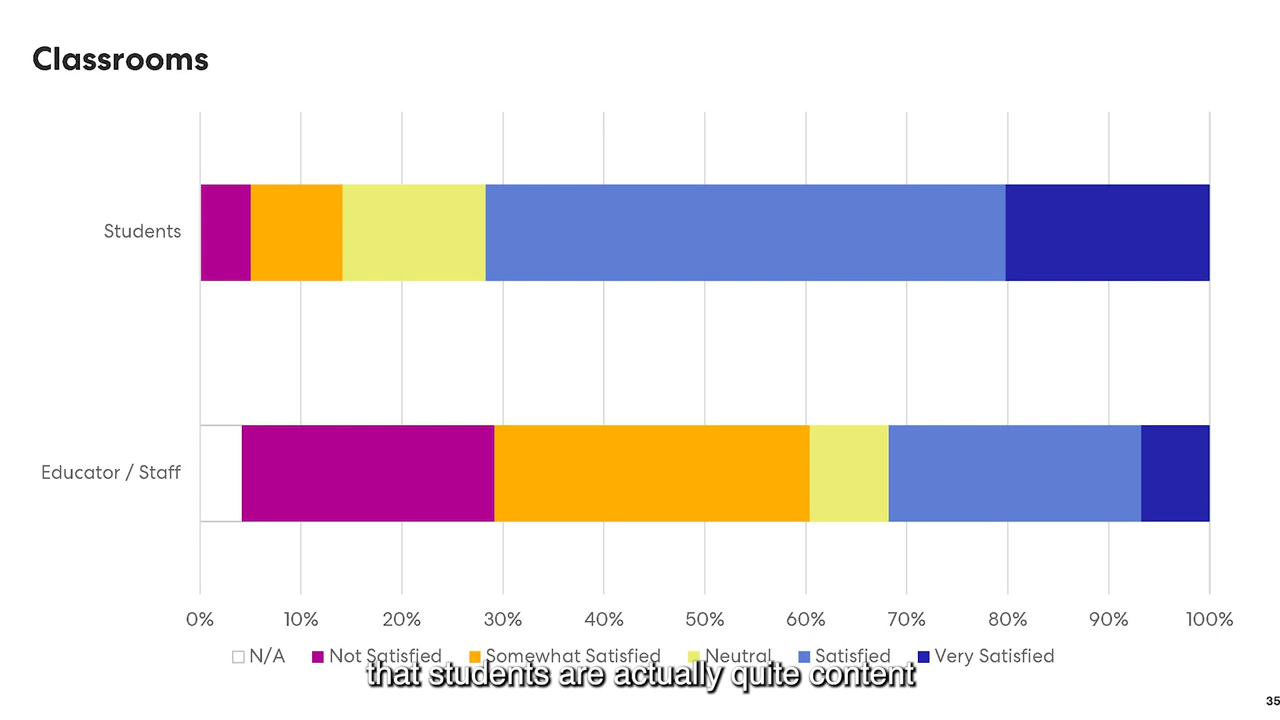 Classrooms
Students
Educator / Staff
0% 10% 20% 30% 40% 50% 60% 70% 80% 90% 100%
N/A Not Satisfied Somewhat Satisfied Neutral Satisfied Very Satisfied
that students are actually quite content
35